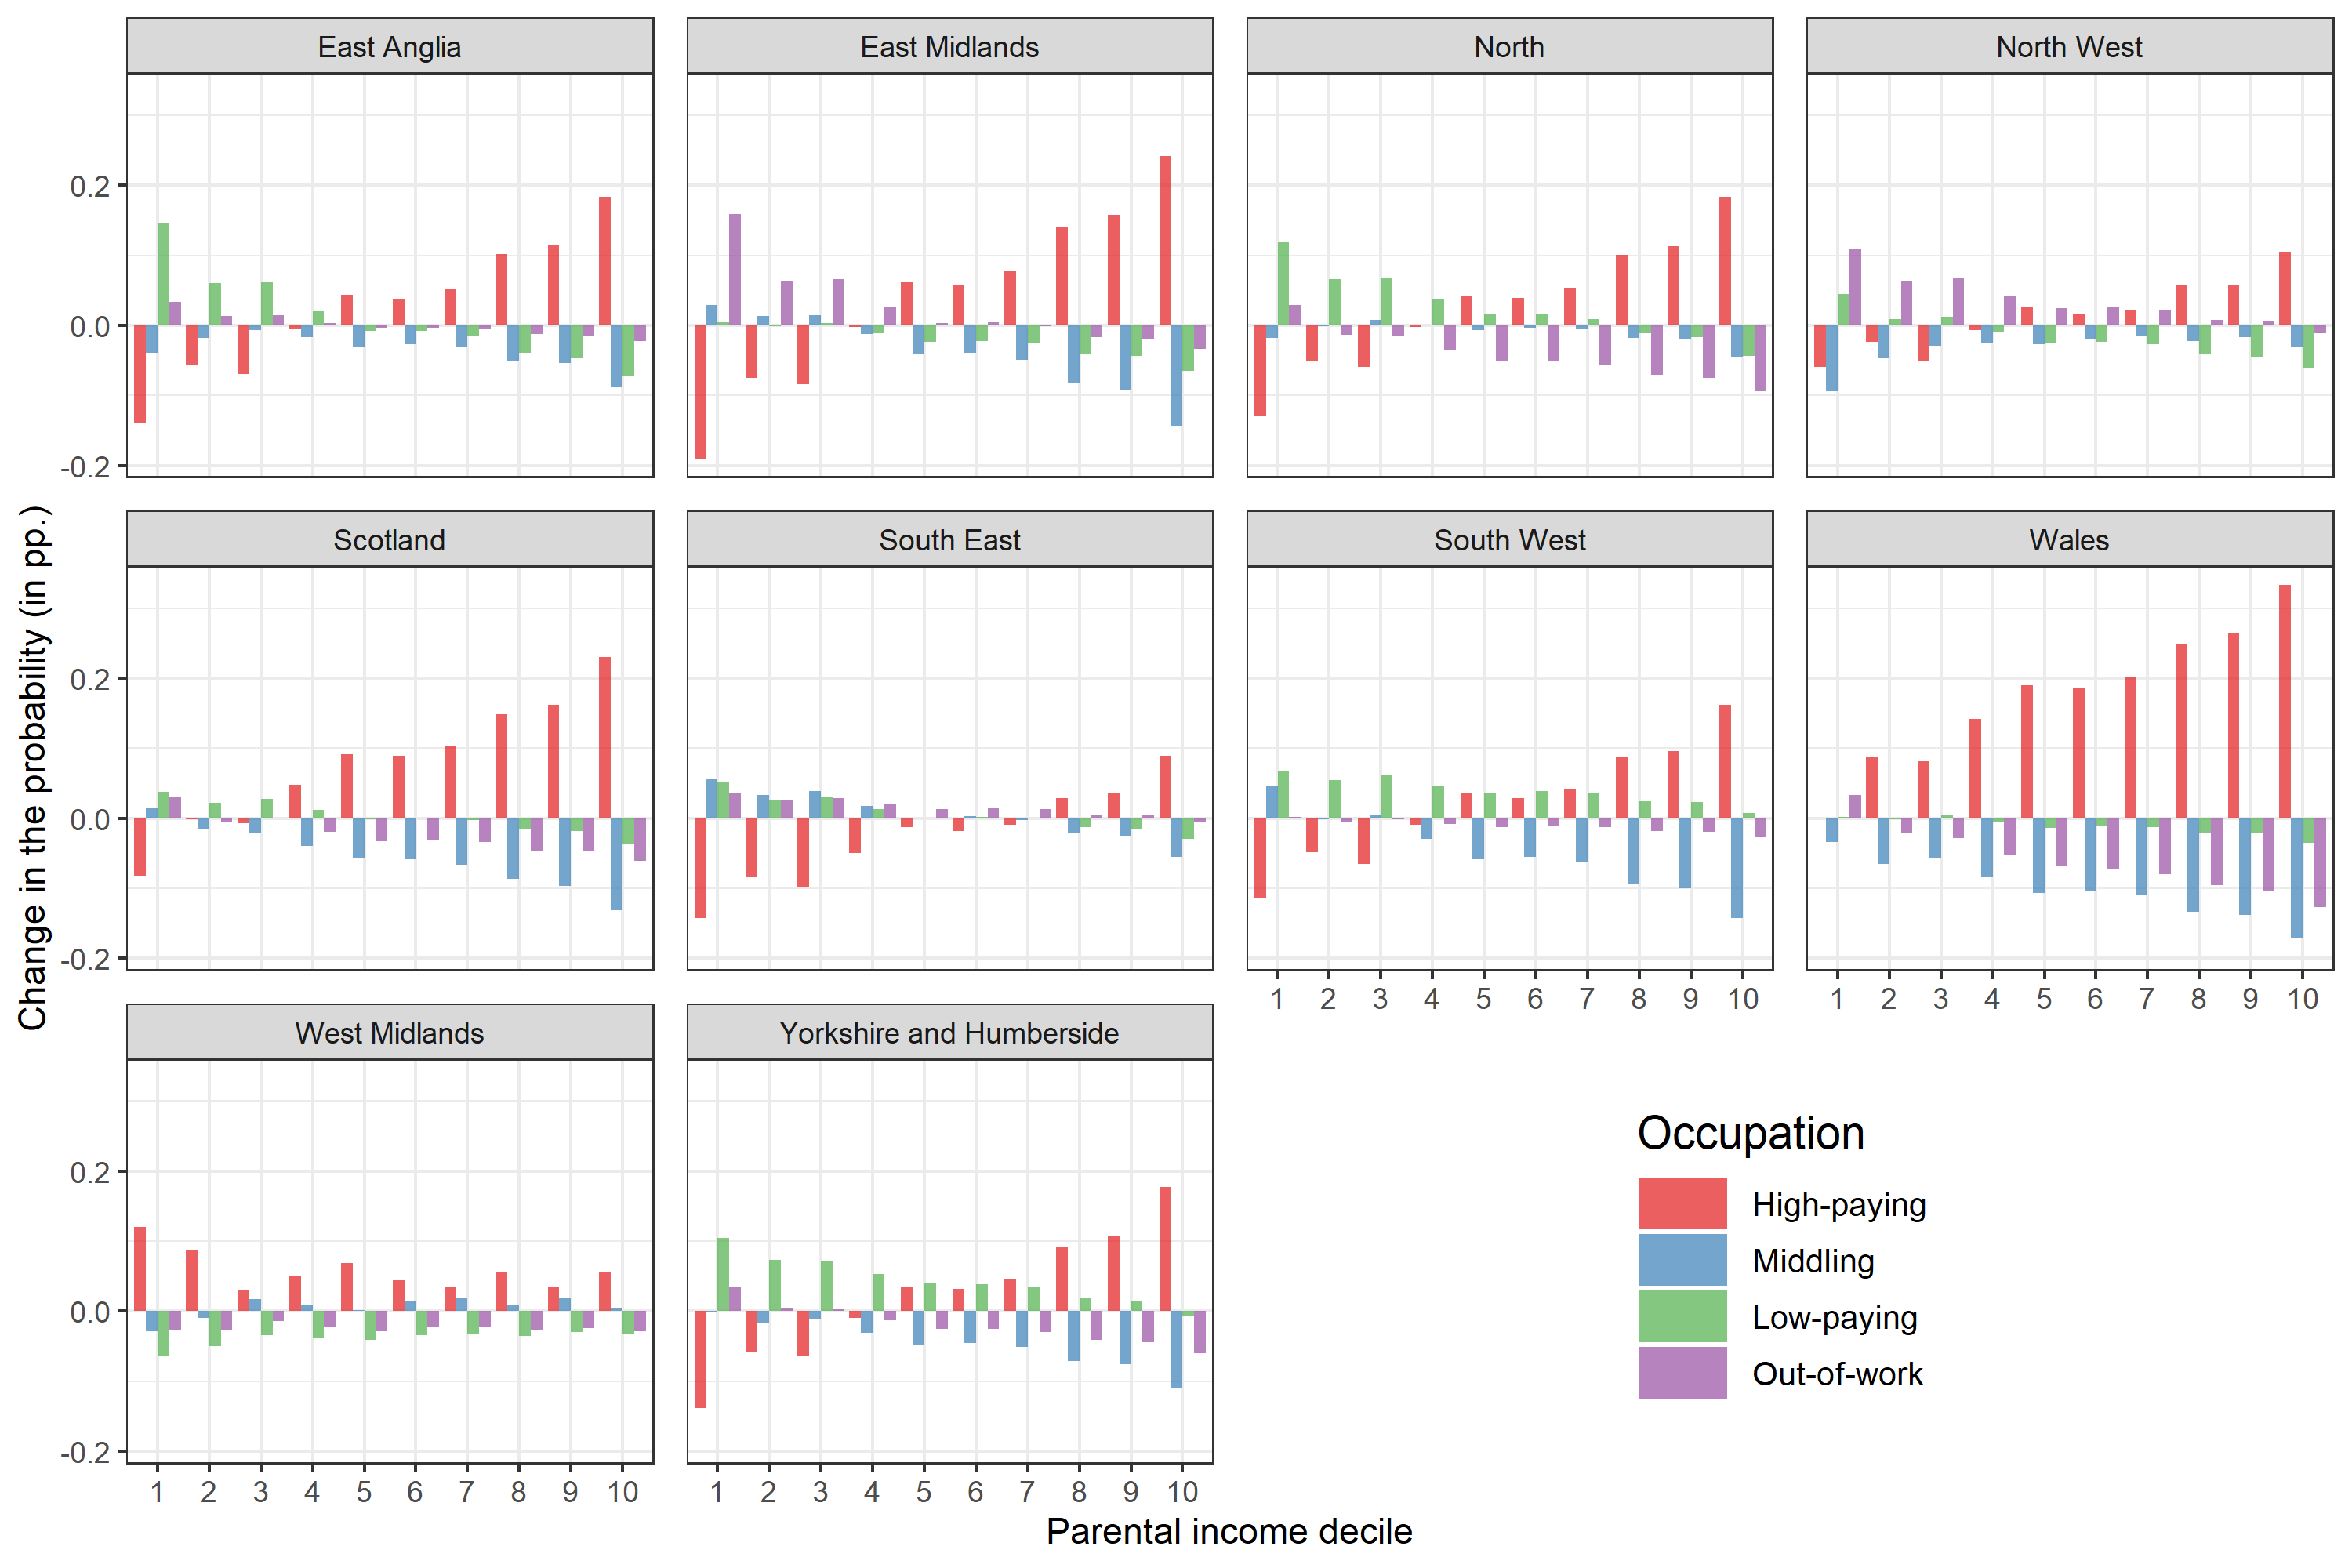 East Anglia
East Midlands
North
North West
0.2
0.0
-0.2
Scotland
South East
South West
Wales
0.2
0.0
-0.2
1 2 3 4 5 6 7 8 9 10
1 2 3 4 5 6 7 8 9 10
West Midlands
Yorkshire and Humberside
0.2
0.0
-0.2
1 2 3 4 5 6 7 8 9 10
1 2 3 4 5 6 7 8 9 10
Change in the probability (in pp.)
Parental income decile
Occupation
High-paying
Middling
Low-paying
Out-of-work